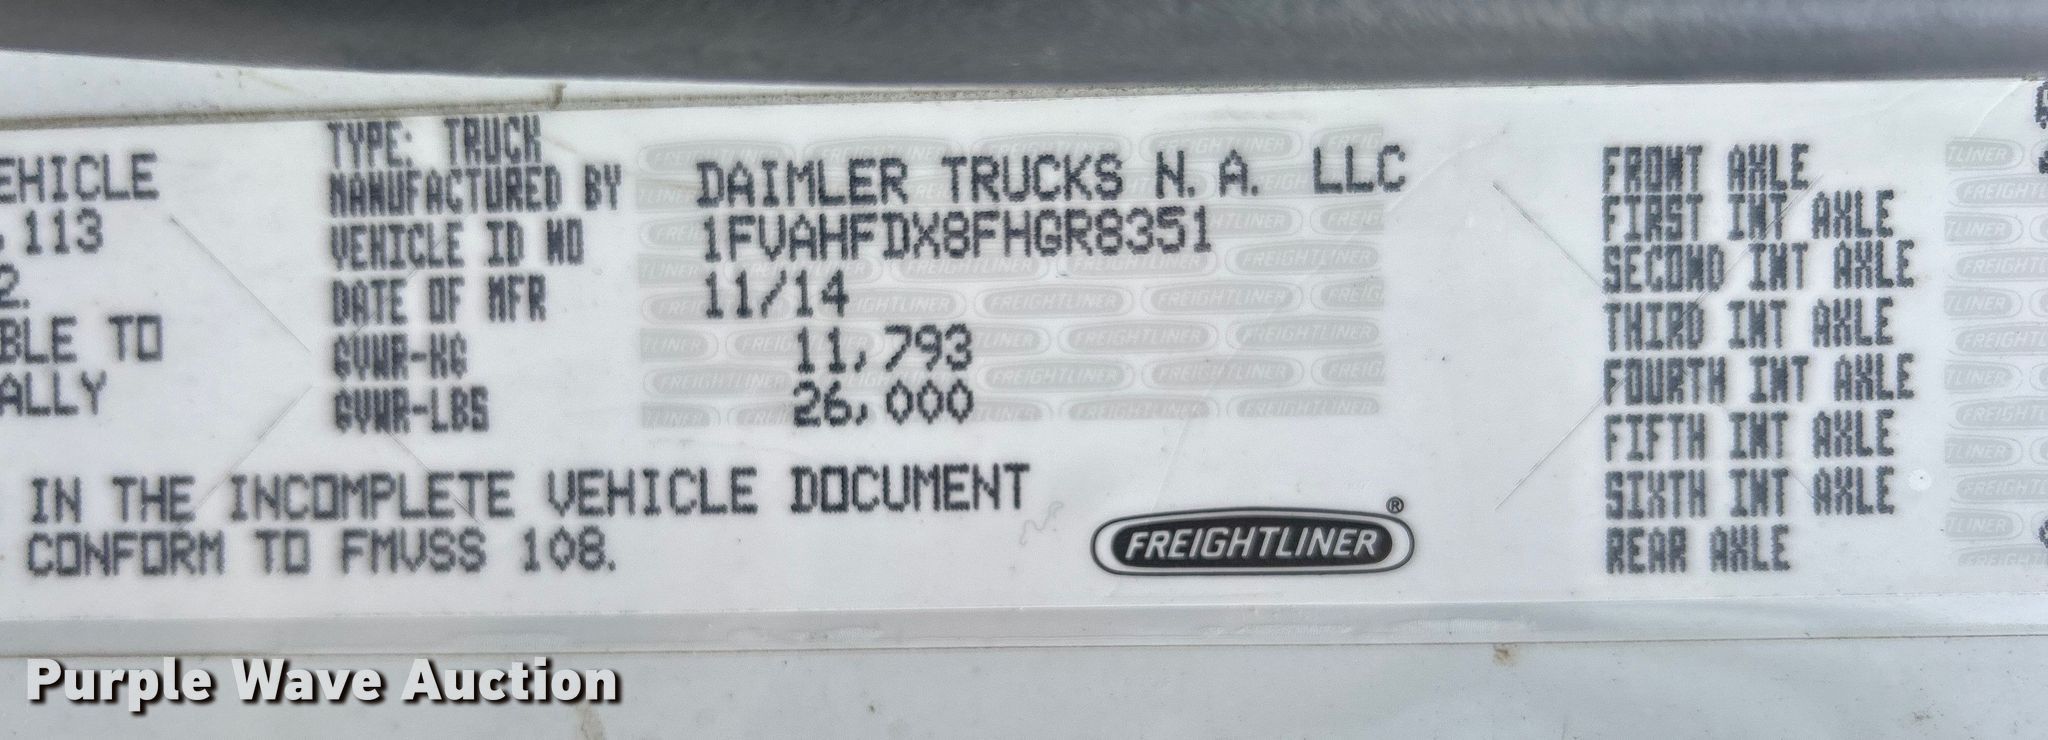 TYPE: TRUCK
MANUFACTURED BY DAIMLER TRUCKS N.A. LLC
VEHICLE ID NO 1FVAHFDX8FHGR8351
DATE OF MFR 11/14
GVWR-KG 11,793
GVWR-LBS 26,000
EHICLE
,113
2.
BLE TO
ALLY
IN THE INCOMPLETE VEHICLE DOCUMENT
CONFORM TO FMVSS 108.
FREIGHTLINER®
FRONT AXLE
FIRST INT AXLE
SECOND INT AXLE
THIRD INT AXLE
FOURTH INT AXLE
FIFTH INT AXLE
SIXTH INT AXLE
REAR AXLE
Purple Wave Auction